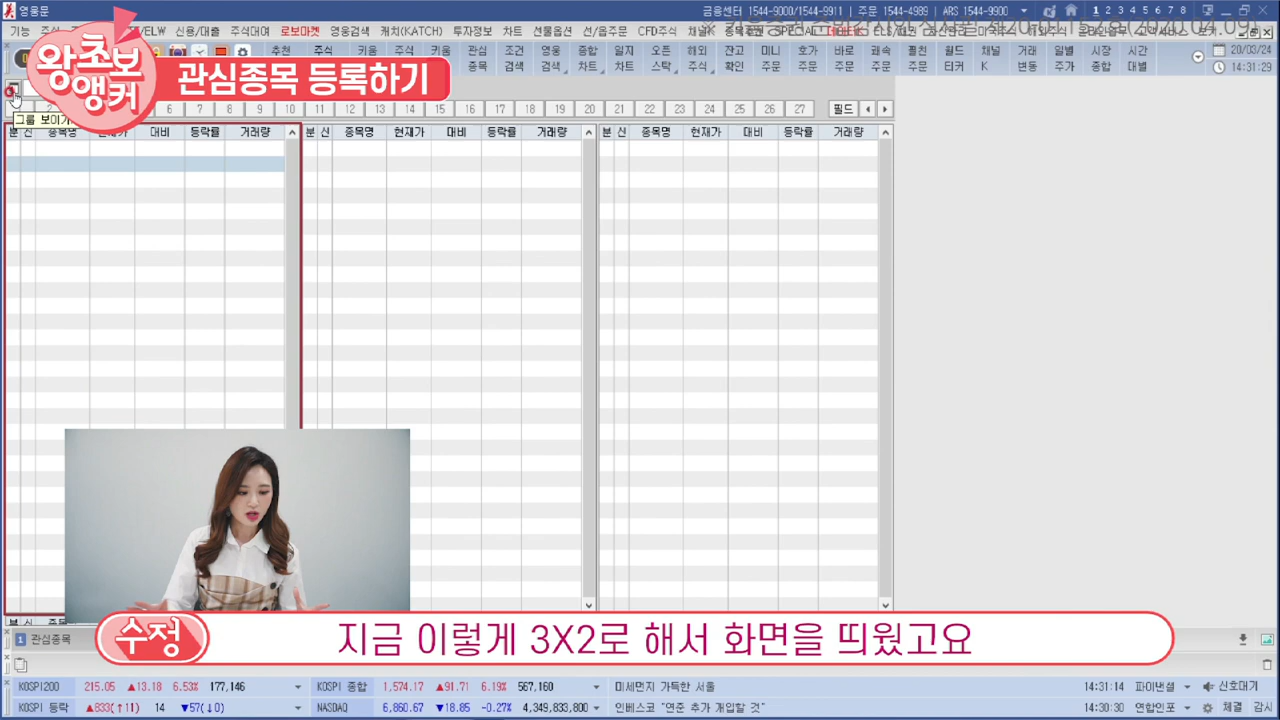 영웅문
금융센터 1544-9000/1544-9911 | 주문 1544-4989 | ARS 1544-9900
1 2 3 4 5 6 7 8
기능 신용/대출 주식대여 로보마켓 영웅검색 캐치(KATCH) 투자정보 차트 선물옵션 선/옵주문 CFD주식
추천 주식 키움 주식 키움 관심 조건 영웅 종합 일지 오픈 해외 잔고 미니 호가 바로 쾌속 틸친 채널 거래 일별 시장 시간
종목 검색 검색 차트 차트 스탁 주식 확인 주문 주문 주문 주문 티커 K 변동 주가 종합 대별
20/03/24
14:31:29
왕초보
앵커
관심종목 등록하기
6 7 8 9 10 11 12 13 14 15 16 17 18 19 20 21 22 23 24 25 26 27 필드
그룹 보이기
분 신 종목명 현재가 대비 등락률 거래량 분 신 종목명 현재가 대비 등락률 거래량 분 신 종목명 현재가 대비 등락률 거래량
1 관심종목
수정
지금 이렇게 3X2로 해서 화면을 띄웠고요
KOSPI200 215.05 ▲13.18 6.53% 177,146 KOSPI 종합 1,574.17 ▲91.71 6.19% 567,160 미세먼지 가득한 서울 14:31:14 파이낸셜 신호대기
KOSPI 등락 ▲833(↑11) 14 ▼57(↓0) NASDAQ 6,860.67 ▼18.85 -0.27% 4,349,833,800 인베스코 "연준 추가 개입할 것" 14:30:30 연합인포 체결 감시